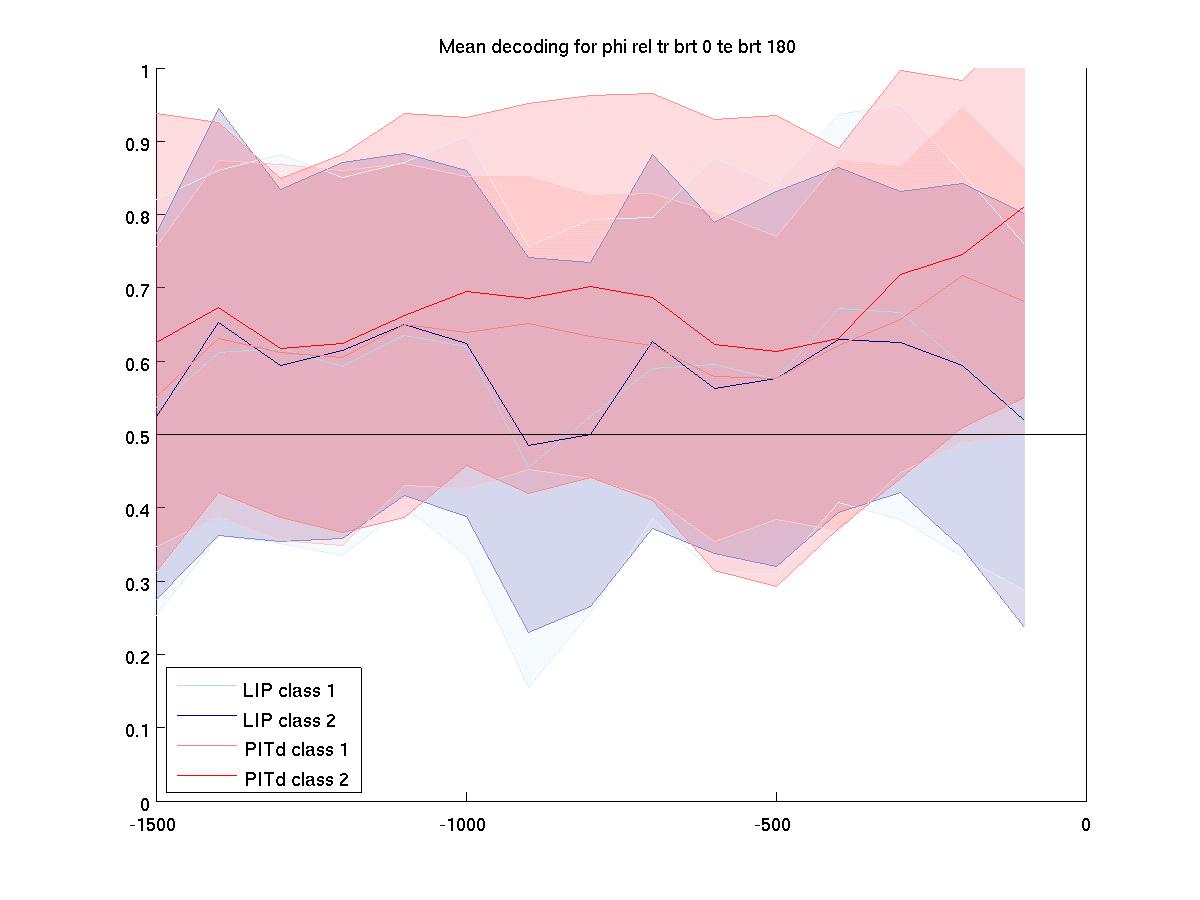 Mean decoding for phi rel tr brt 0 te brt 180
1
0.9
0.8
0.7
0.6
0.5
0.4
0.3
0.2
0.1
0
LIP class 1
LIP class 2
PITd class 1
PITd class 2
-1500 -1000 -500 0